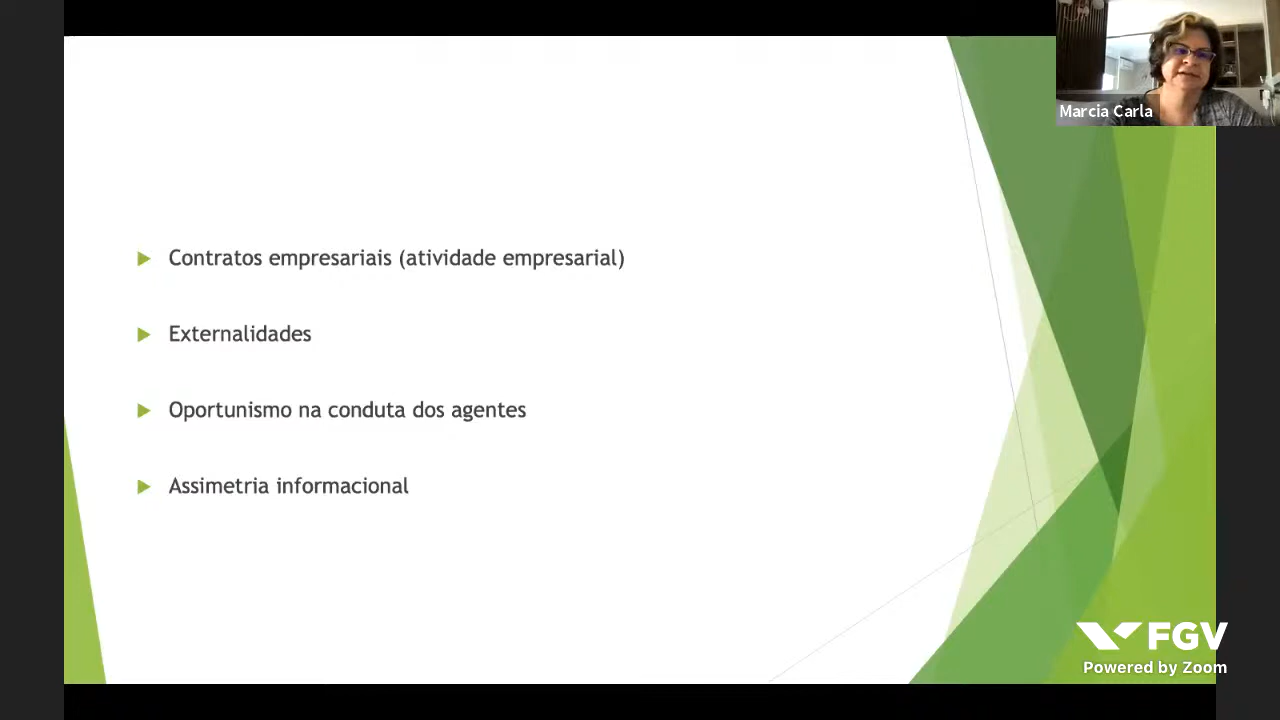 Marcia Carla
Contratos empresariais (atividade empresarial)
Externalidades
Oportunismo na conduta dos agentes
Assimetria informacional
FGV
Powered by Zoom